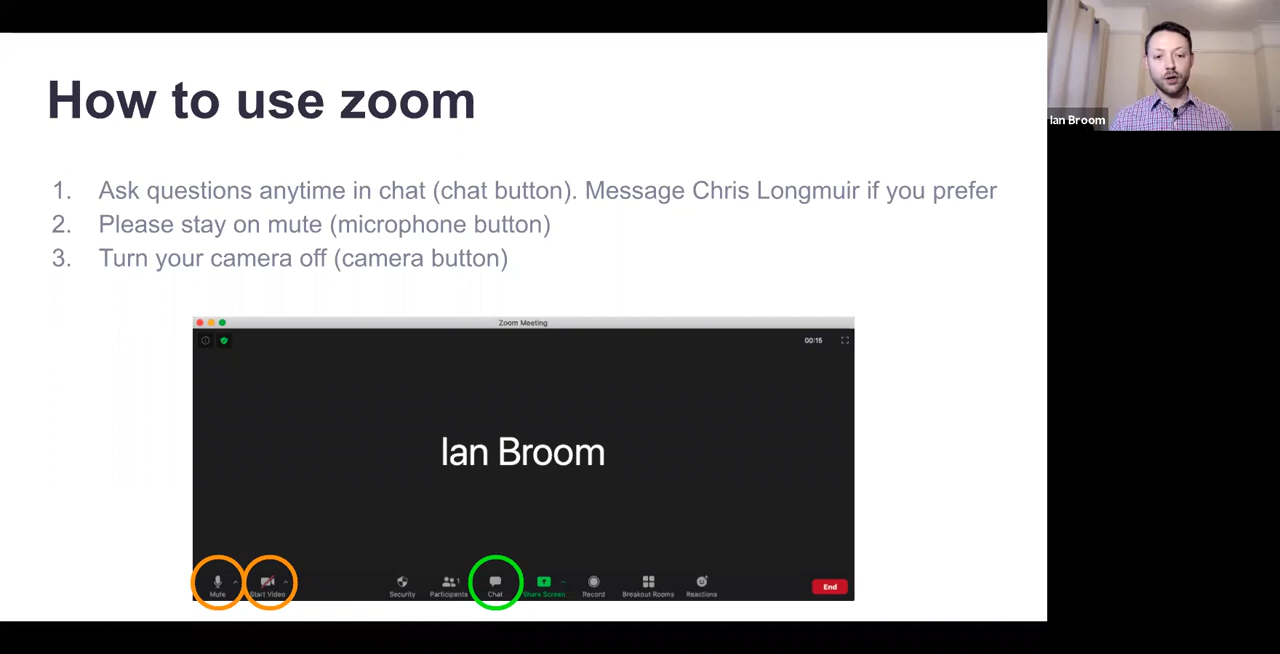 How to use zoom
Ian Broom
1. Ask questions anytime in chat (chat button). Message Chris Longmuir if you prefer
2. Please stay on mute (microphone button)
3. Turn your camera off (camera button)
Zoom Meeting
00:15
Ian Broom
Mute
Start Video
Security
Participants
1
Chat
Share Screen
Record
Breakout Rooms
Reactions
End